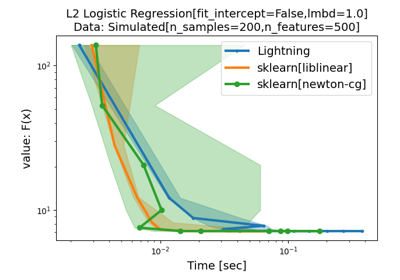 L2 Logistic Regression[fit_intercept=False,lmbd=1.0]
Data: Simulated[n_samples=200,n_features=500]
Lightning
sklearn[liblinear]
sklearn[newton-cg]
value: F(x)
10²
10¹
10⁻²
10⁻¹
Time [sec]